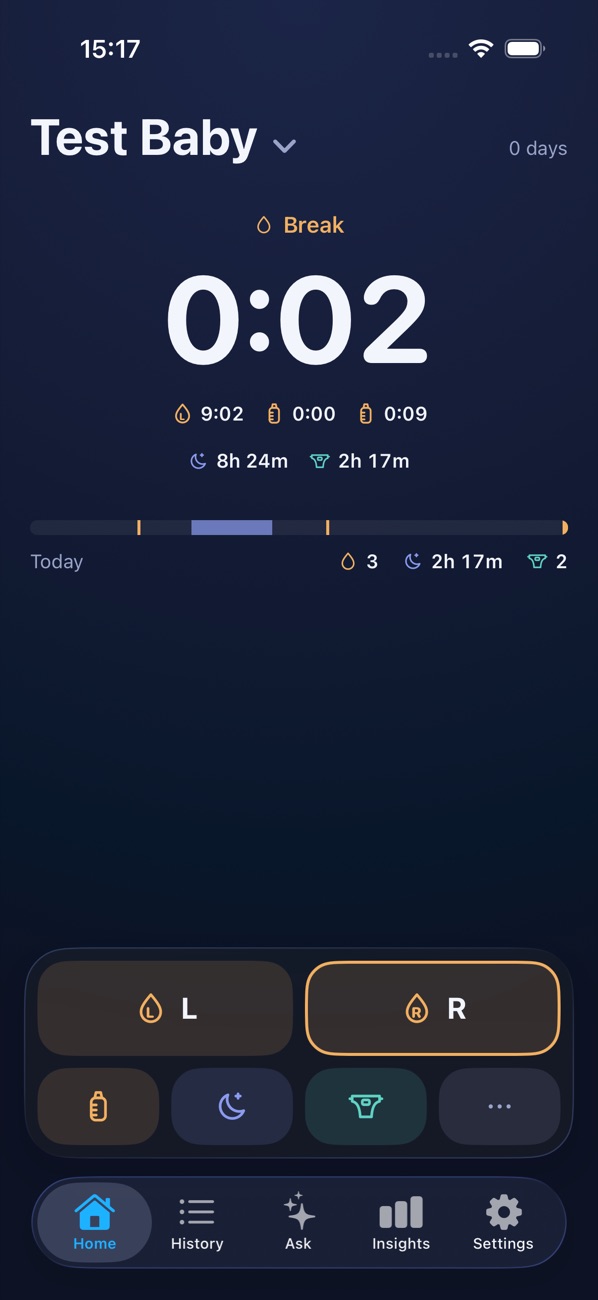 15:17
Test Baby
0 days
Break
0:02
L 9:02 0:00 0:09
8h 24m 2h 17m
Today 3 2h 17m 2
L L R R
...
Home History Ask Insights Settings